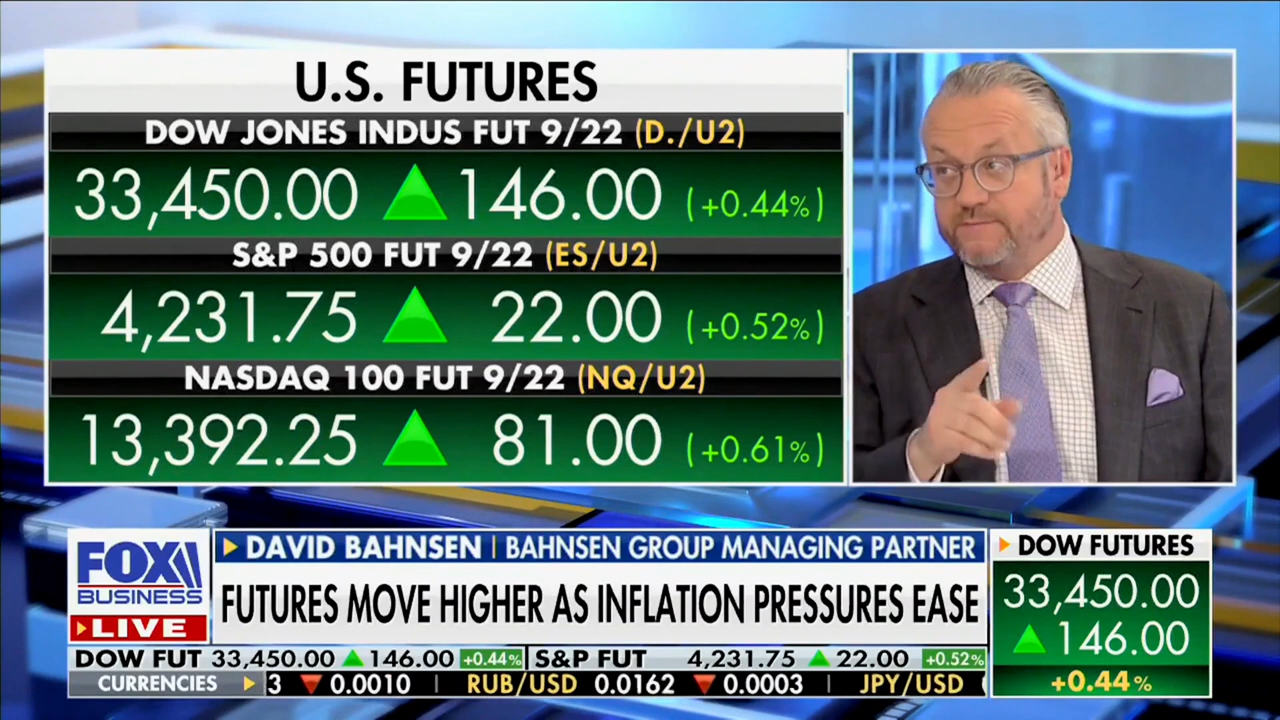 U.S. FUTURES
DOW JONES INDUS FUT 9/22 (D./U2)
33,450.00 ▲ 146.00 (+0.44%)
S&P 500 FUT 9/22 (ES/U2)
4,231.75 ▲ 22.00 (+0.52%)
NASDAQ 100 FUT 9/22 (NQ/U2)
13,392.25 ▲ 81.00 (+0.61%)
FOX
BUSINESS
LIVE
DAVID BAHNSEN | BAHNSEN GROUP MANAGING PARTNER
FUTURES MOVE HIGHER AS INFLATION PRESSURES EASE
DOW FUT 33,450.00 ▲ 146.00 +0.44% S&P FUT 4,231.75 ▲ 22.00 +0.52%
CURRENCIES 3 ▼ 0.0010 | RUB/USD 0.0162 ▼ 0.0003 | JPY/USD
DOW FUTURES
33,450.00
▲ 146.00
+0.44%